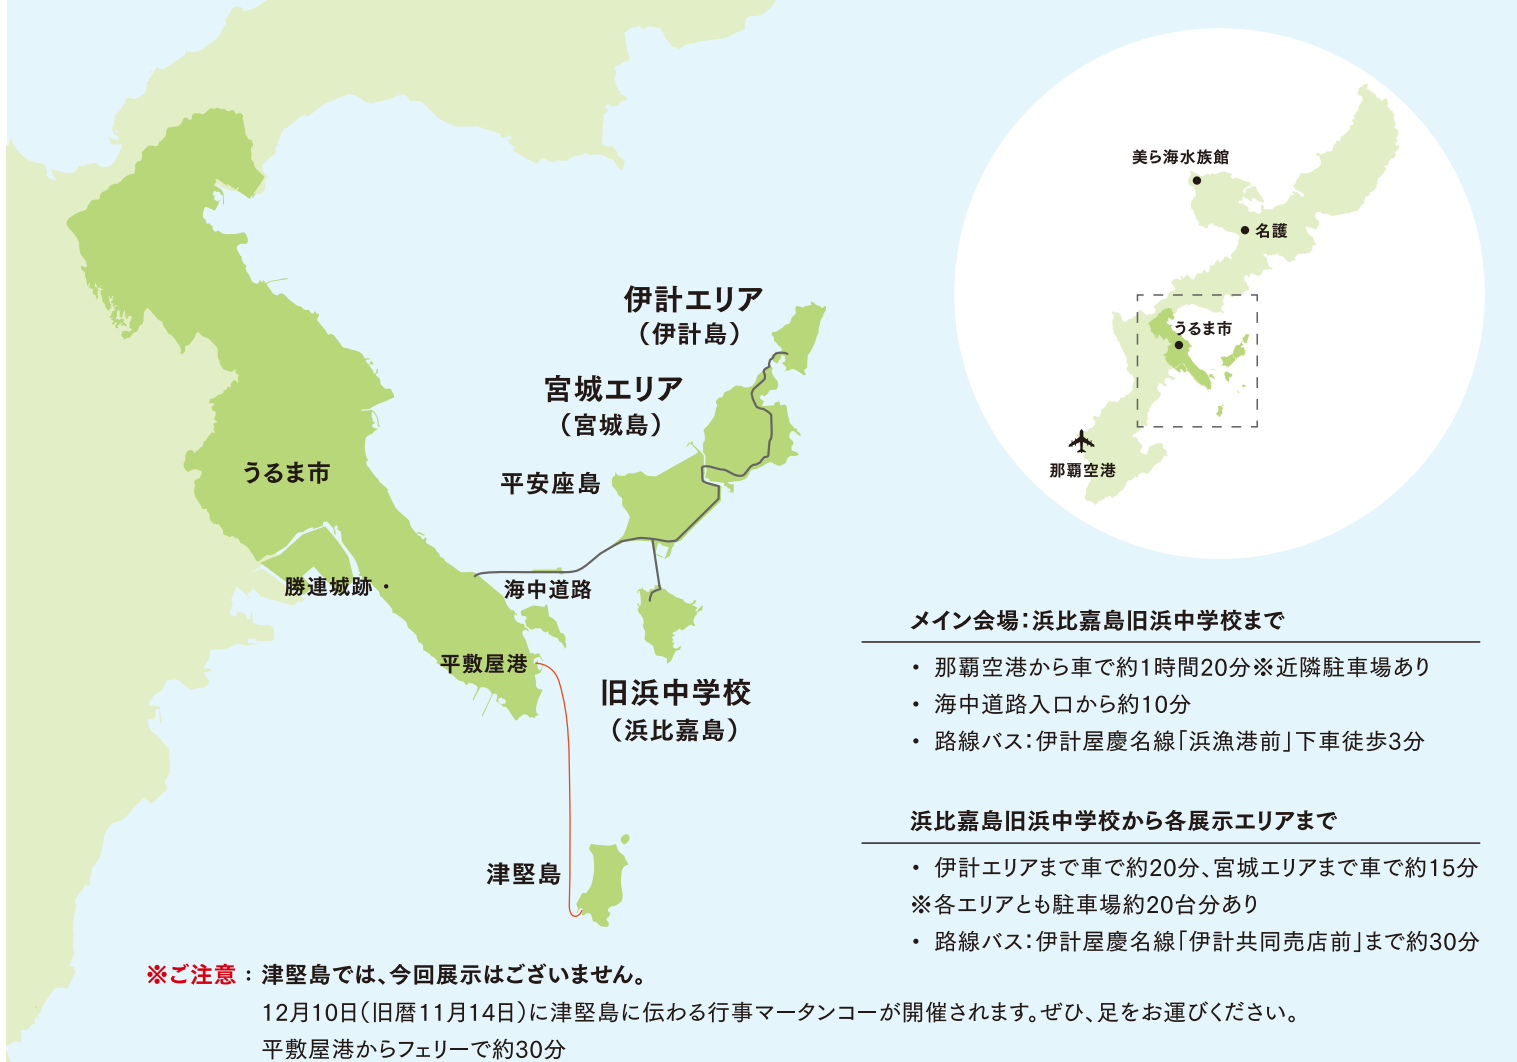 美ら海水族館
名護
うるま市
那覇空港
伊計エリア
（伊計島）
宮城エリア
（宮城島）
平安座島
うるま市
勝連城跡・
海中道路
平敷屋港
旧浜中学校
（浜比嘉島）
津堅島
メイン会場：浜比嘉島旧浜中学校まで
・ 那覇空港から車で約1時間20分※近隣駐車場あり
・ 海中道路入口から約10分
・ 路線バス：伊計屋慶名線「浜漁港前」下車徒歩3分
浜比嘉島旧浜中学校から各展示エリアまで
・ 伊計エリアまで車で約20分、宮城エリアまで車で約15分
※各エリアとも駐車場約20台分あり
・ 路線バス：伊計屋慶名線「伊計共同売店前」まで約30分
※ご注意：津堅島では、今回展示はございません。
12月10日（旧暦11月14日）に津堅島に伝わる行事マータンコーが開催されます。ぜひ、足をお運びください。
平敷屋港からフェリーで約30分